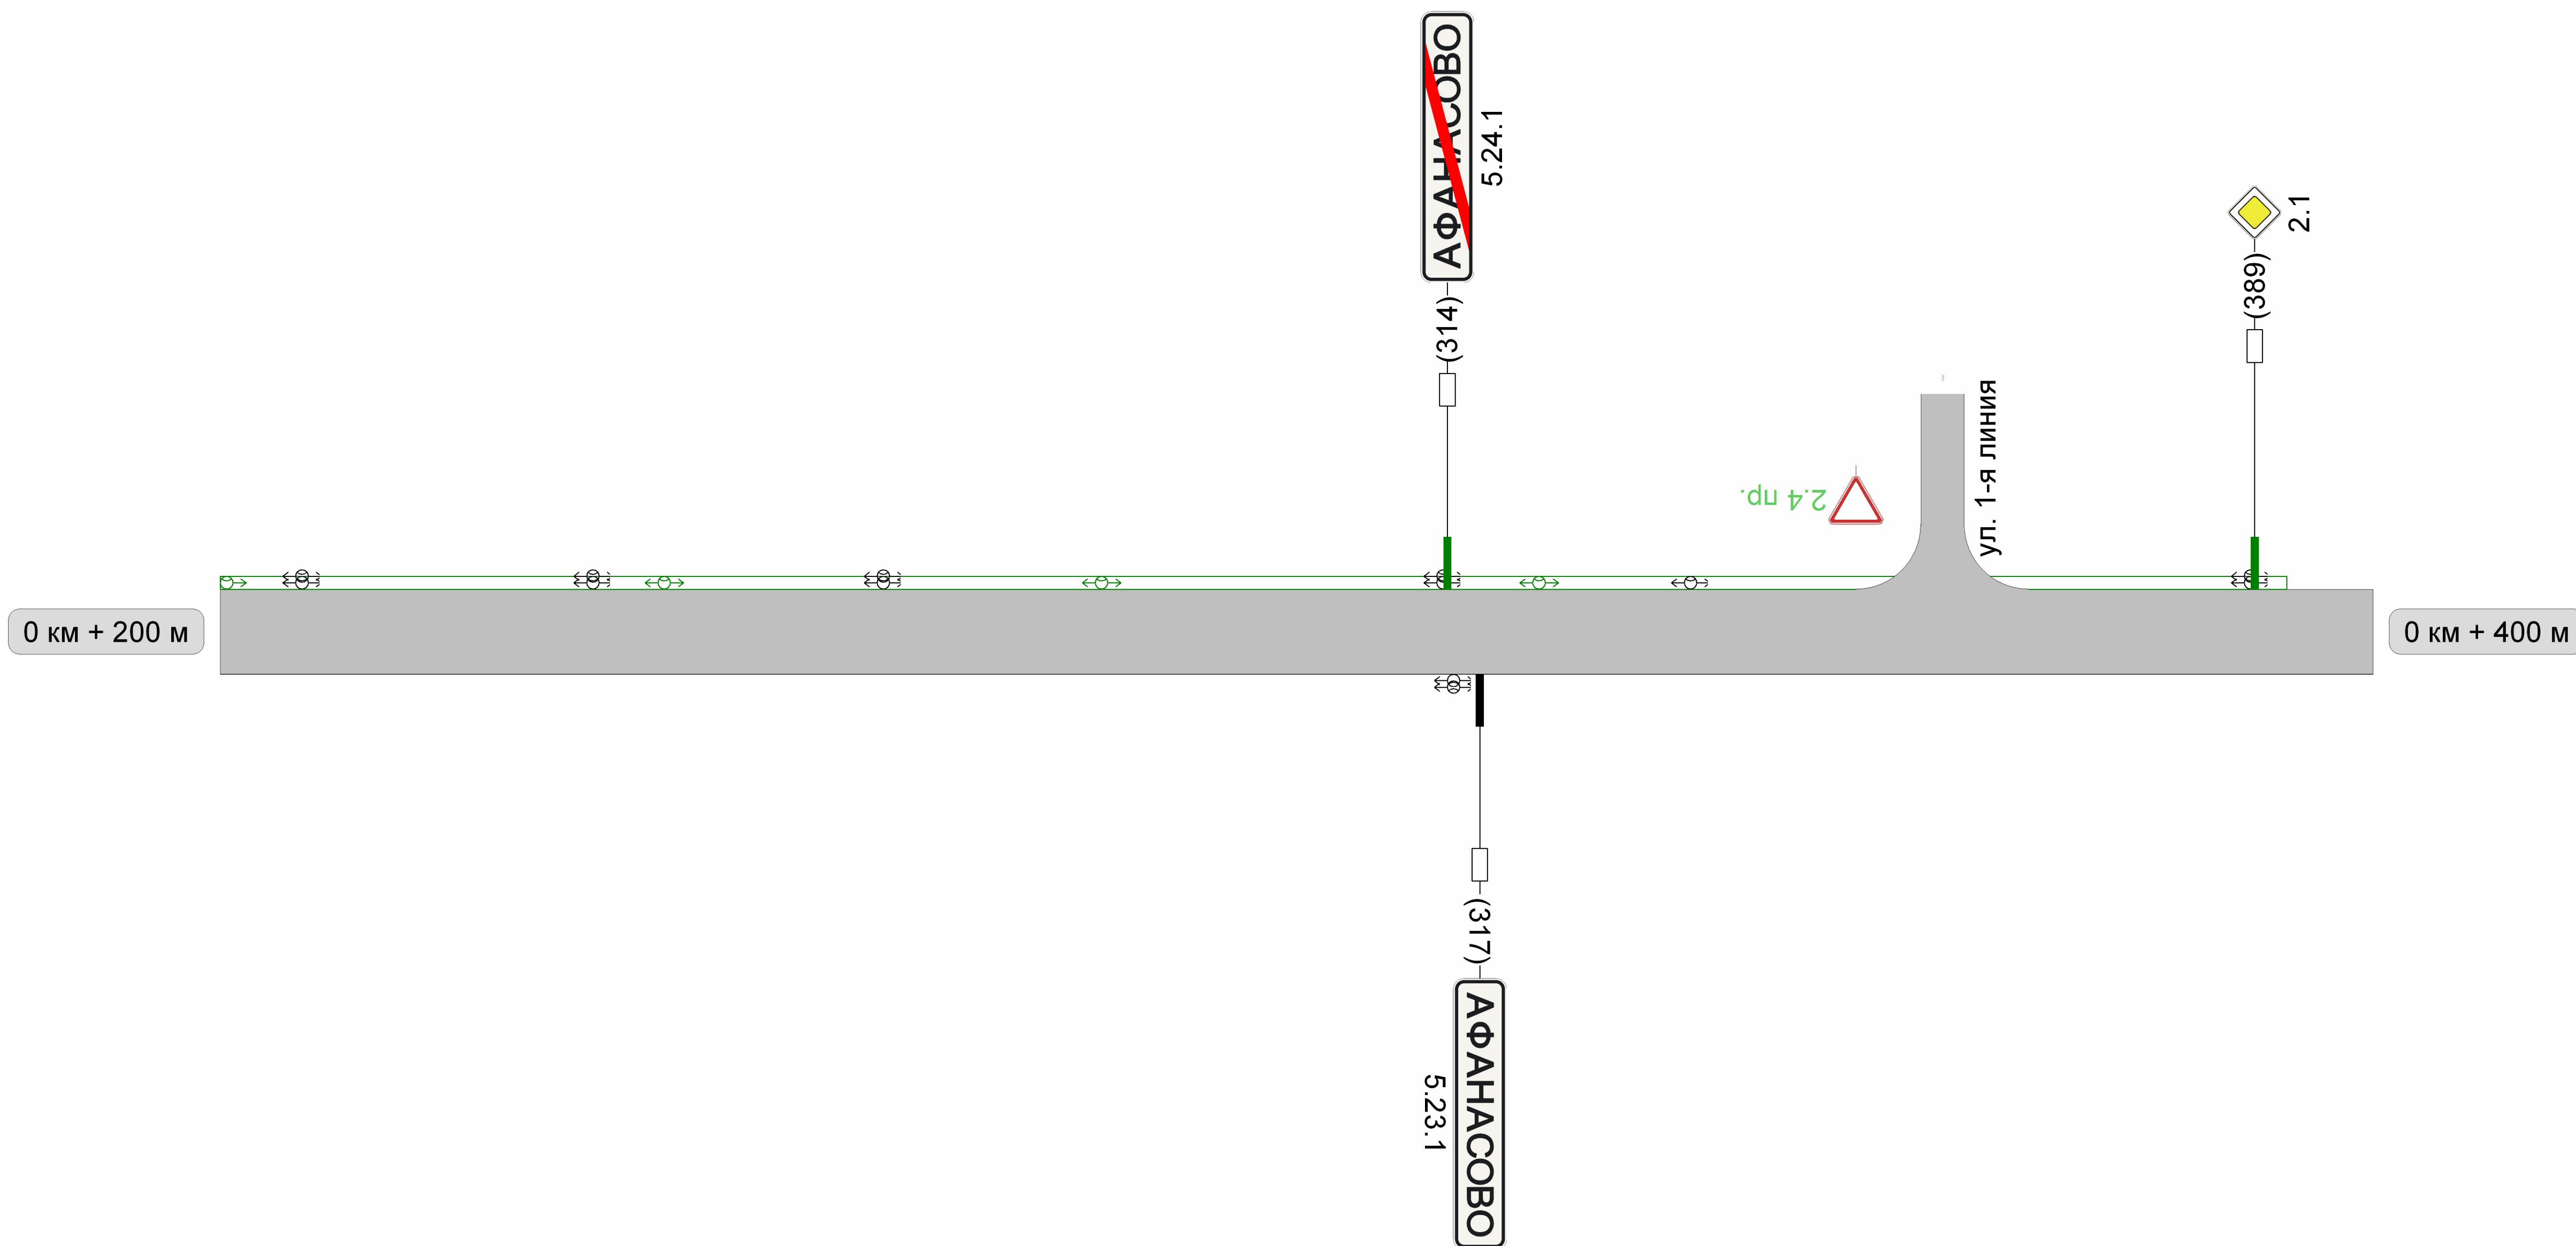 АФАНАСОВО
5.24.1
(314)
2.1
(389)
2.4 пр.
ул. 1-я линия
0 км + 200 м
0 км + 400 м
(317)
АФАНАСОВО
5.23.1